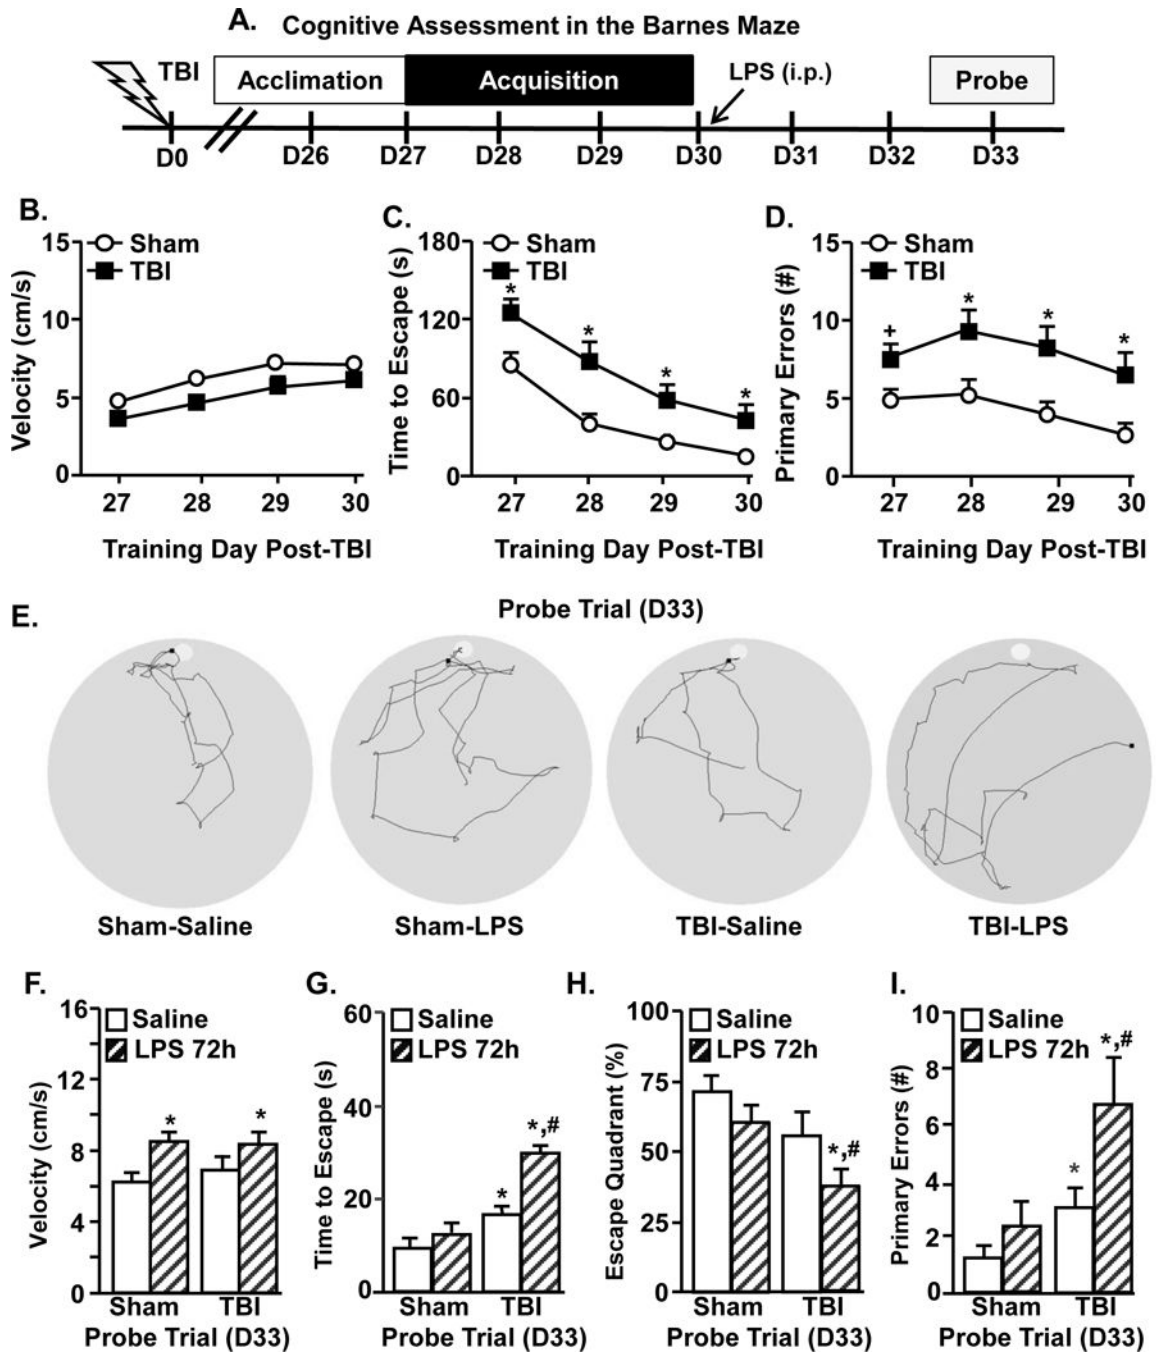 A. Cognitive Assessment in the Barnes Maze
TBI
Acclimation
Acquisition
LPS (i.p.)
Probe
D0 D26 D27 D28 D29 D30 D31 D32 D33
B.
Sham
TBI
Velocity (cm/s)
15
10
5
0
27 28 29 30
Training Day Post-TBI
C.
Sham
TBI
Time to Escape (s)
180
120
60
0
* * * *
27 28 29 30
Training Day Post-TBI
D.
Sham
TBI
Primary Errors (#)
15
10
5
0
+ * * *
27 28 29 30
Training Day Post-TBI
E.
Probe Trial (D33)
Sham-Saline
Sham-LPS
TBI-Saline
TBI-LPS
F.
Saline
LPS 72h
Velocity (cm/s)
16
12
8
4
0
* *
Sham TBI
Probe Trial (D33)
G.
Saline
LPS 72h
Time to Escape (s)
60
40
20
0
* *,#
Sham TBI
Probe Trial (D33)
H.
Saline
LPS 72h
Escape Quadrant (%)
100
75
50
25
0
*,#
Sham TBI
Probe Trial (D33)
I.
Saline
LPS 72h
Primary Errors (#)
10
8
6
4
2
0
* *,#
Sham TBI
Probe Trial (D33)